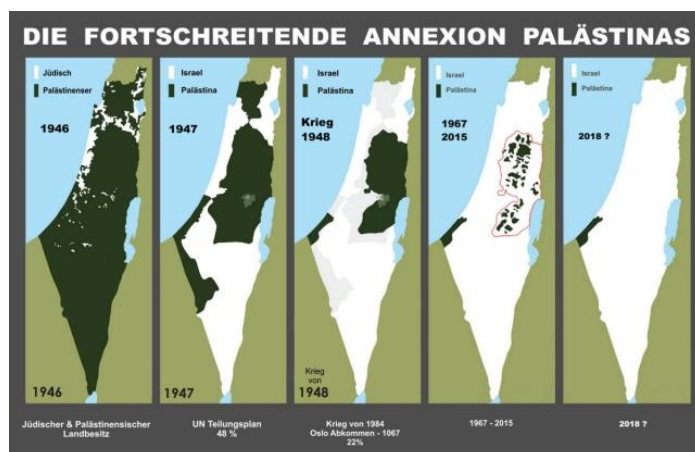 DIE FORTSCHREITENDE ANNEXION PALÄSTINAS
Jüdisch
Palästinenser
1946
1946
Jüdischer & Palästinensischer
Landbesitz
Israel
Palästina
1947
1947
UN Teilungsplan
48 %
Israel
Palästina
Krieg
1948
Krieg
von
1948
Krieg von 1984
Oslo Abkommen - 1067
22%
Israel
Palästina
1967
2015
1967 - 2015
Israel
Palästina
2018 ?
2018 ?